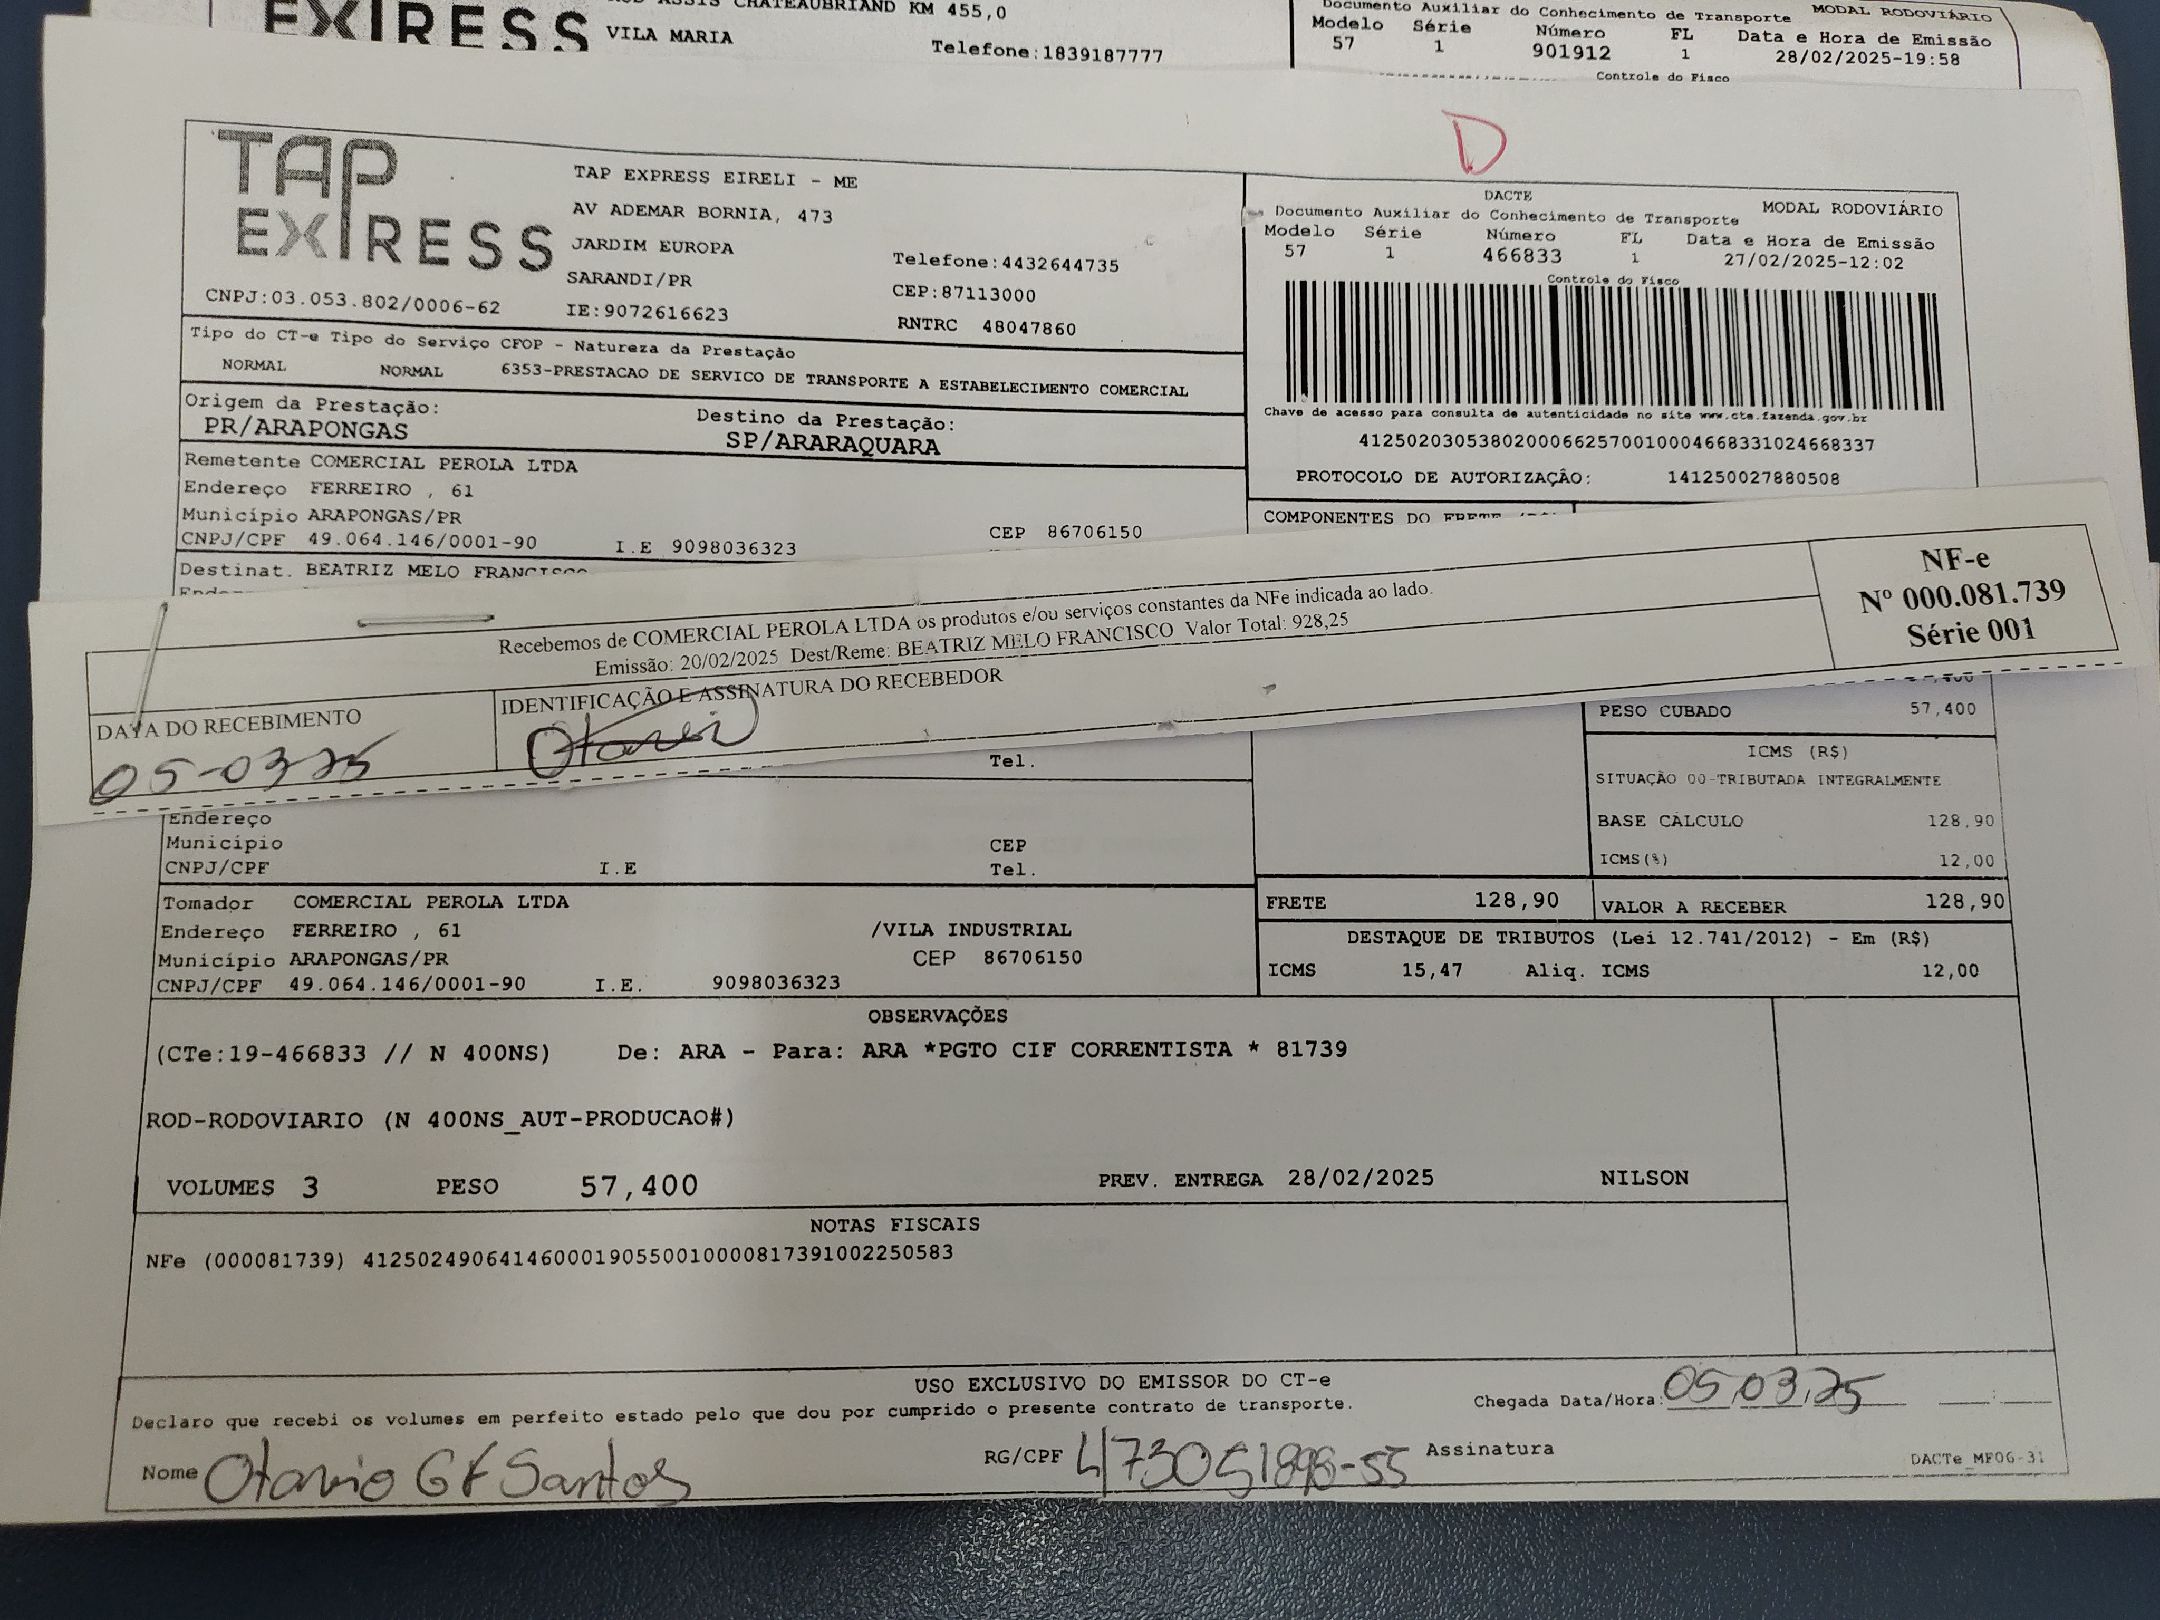 EXPRESS
ASSIS CHATEAUBRIAND KM 455,0
VILA MARIA
Telefone:1839187777
Documento Auxiliar do Conhecimento de Transporte MODAL RODOVIÁRIO
Modelo Série Número FL Data e Hora de Emissão
57 1 901912 1 28/02/2025-19:58
Controle do Fisco
D
TAP
EXPRESS
TAP EXPRESS EIRELI - ME
AV ADEMAR BORNIA, 473
JARDIM EUROPA
SARANDI/PR
CNPJ:03.053.802/0006-62
IE:9072616623
Telefone:4432644735
CEP:87113000
RNTRC 48047860
DACTE
Documento Auxiliar do Conhecimento de Transporte MODAL RODOVIÁRIO
Modelo Série Número FL Data e Hora de Emissão
57 1 466833 1 27/02/2025-12:02
Controle do Fisco
Chave de acesso para consulta de autenticidade no site www.cte.fazenda.gov.br
41250203053802000662570010004668331024668337
PROTOCOLO DE AUTORIZAÇÃO: 141250027880508
Tipo do CT-e Tipo do Serviço CFOP - Natureza da Prestação
NORMAL NORMAL 6353-PRESTACAO DE SERVICO DE TRANSPORTE A ESTABELECIMENTO COMERCIAL
Origem da Prestação: Destino da Prestação:
PR/ARAPONGAS SP/ARARAQUARA
Remetente COMERCIAL PEROLA LTDA
Endereço FERREIRO , 61
Município ARAPONGAS/PR CEP 86706150
CNPJ/CPF 49.064.146/0001-90 I.E 9098036323
Destinat. BEATRIZ MELO FRANCISCO
COMPONENTES DO FRETE
Recebemos de COMERCIAL PEROLA LTDA os produtos e/ou serviços constantes da NFe indicada ao lado.
Emissão: 20/02/2025 Dest/Reme: BEATRIZ MELO FRANCISCO Valor Total: 928,25
NF-e
Nº 000.081.739
Série 001
DATA DO RECEBIMENTO
05-03-25
IDENTIFICAÇÃO E ASSINATURA DO RECEBEDOR
Otavio
PESO CUBADO 57,400
Tel.
ICMS (R$)
SITUAÇÃO 00-TRIBUTADA INTEGRALMENTE
BASE CALCULO 128,90
ICMS(%) 12,00
Endereço
Município CEP
CNPJ/CPF I.E Tel.
Tomador COMERCIAL PEROLA LTDA
Endereço FERREIRO , 61 /VILA INDUSTRIAL
Município ARAPONGAS/PR CEP 86706150
CNPJ/CPF 49.064.146/0001-90 I.E. 9098036323
FRETE 128,90 VALOR A RECEBER 128,90
DESTAQUE DE TRIBUTOS (Lei 12.741/2012) - Em (R$)
ICMS 15,47 Aliq. ICMS 12,00
OBSERVAÇÕES
(CTe:19-466833 // N 400NS) De: ARA - Para: ARA *PGTO CIF CORRENTISTA * 81739
ROD-RODOVIARIO (N 400NS_AUT-PRODUCAO#)
VOLUMES 3 PESO 57,400 PREV. ENTREGA 28/02/2025 NILSON
NOTAS FISCAIS
NFe (000081739) 41250249064146000190550010000817391002250583
USO EXCLUSIVO DO EMISSOR DO CT-e
Declaro que recebi os volumes em perfeito estado pelo que dou por cumprido o presente contrato de transporte. Chegada Data/Hora: 05,03,25
Nome Otavio Santos RG/CPF Assinatura
DACTe_MF06-31